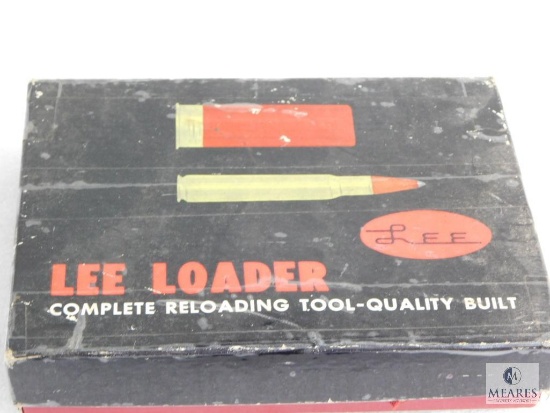 Lee
LEE LOADER
COMPLETE RELOADING TOOL-QUALITY BUILT
M
MEARES